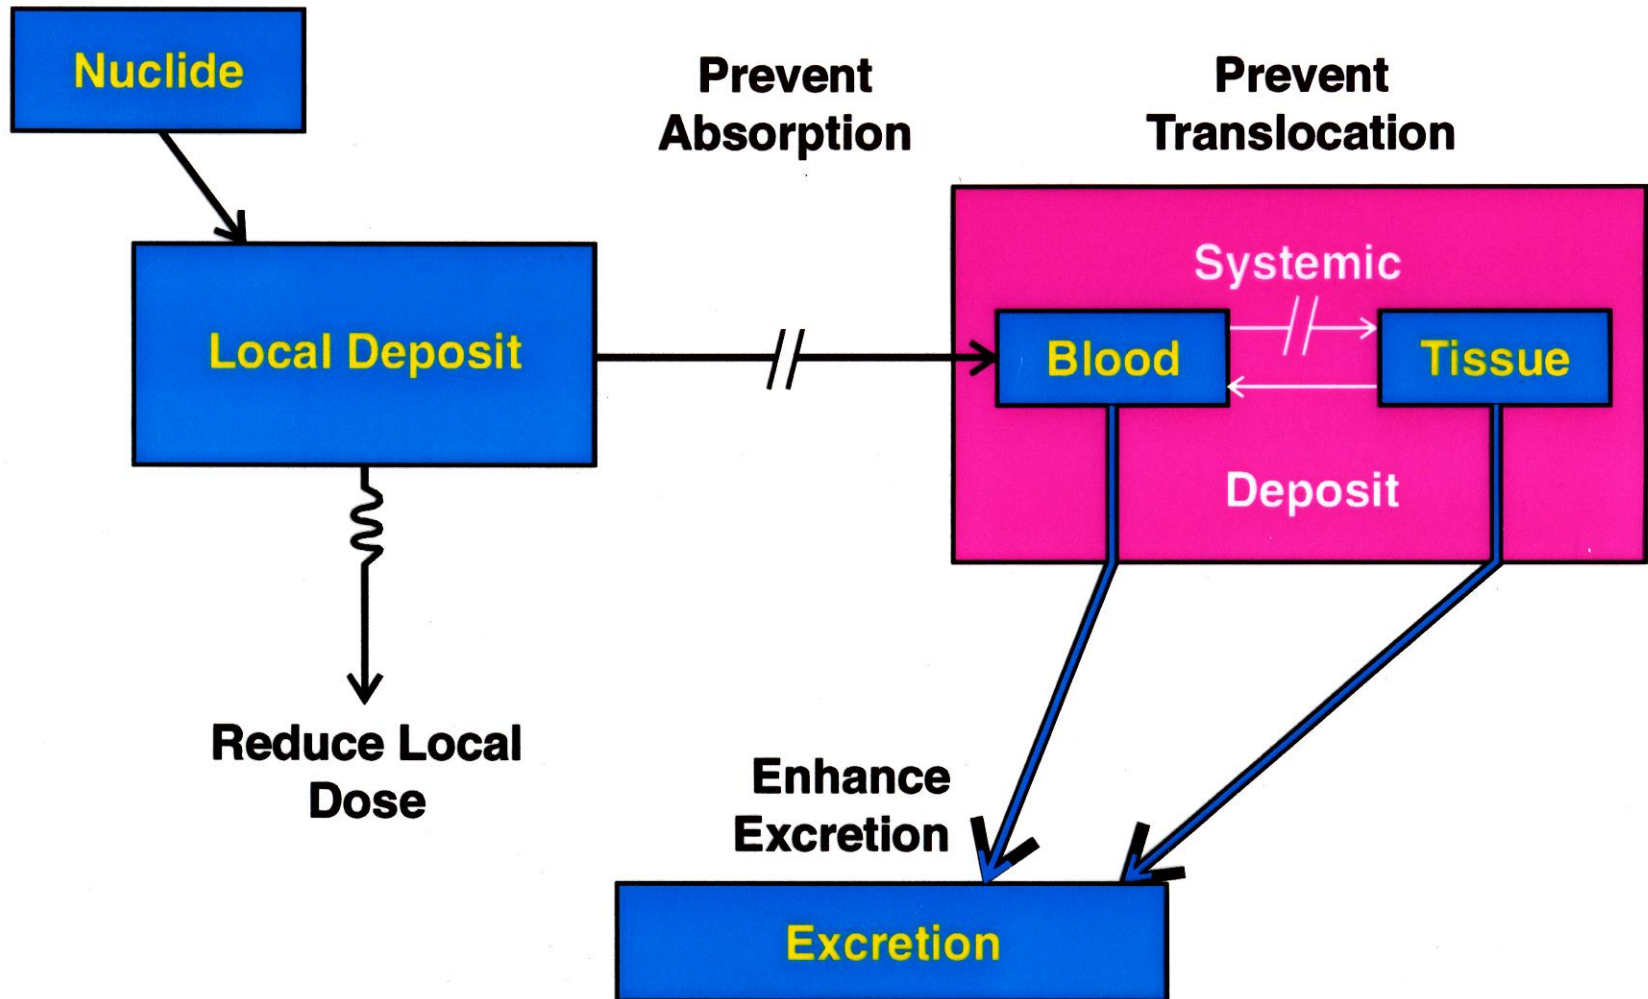 Nuclide
Prevent
Absorption
Prevent
Translocation
Systemic
Local Deposit
Blood
Tissue
Deposit
Reduce Local
Dose
Enhance
Excretion
Excretion